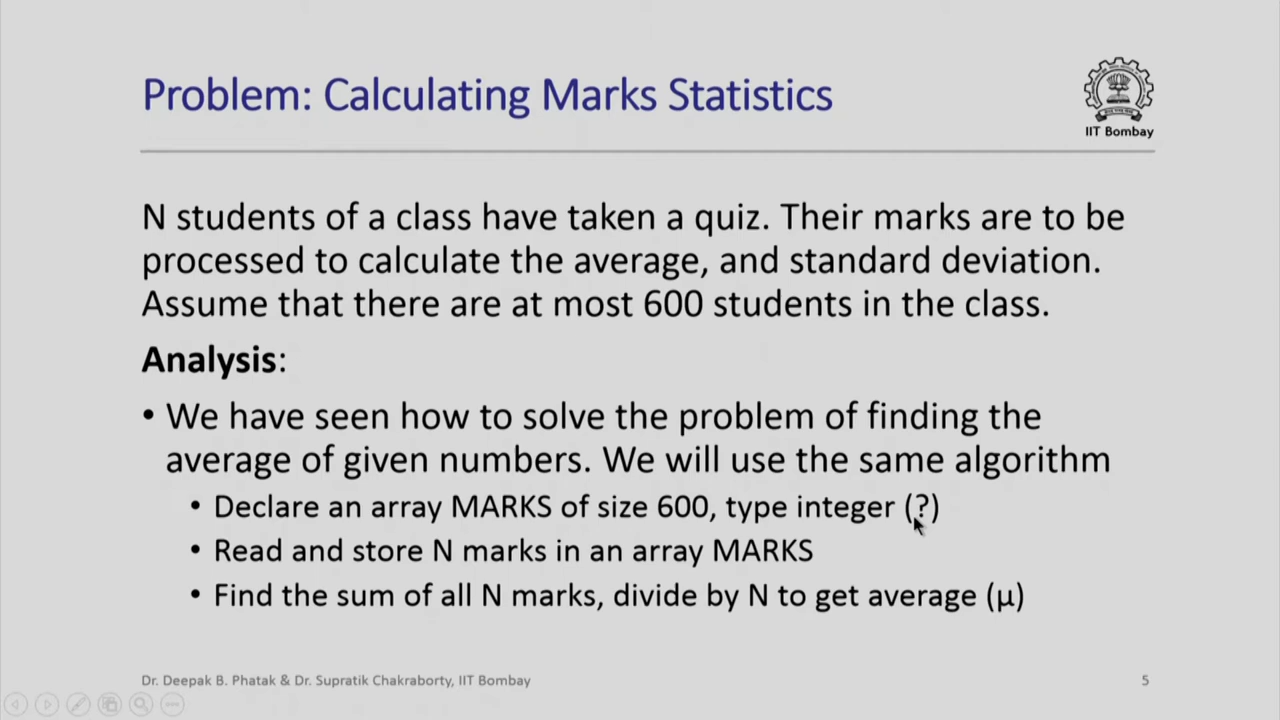 Problem: Calculating Marks Statistics
IIT Bombay
N students of a class have taken a quiz. Their marks are to be
processed to calculate the average, and standard deviation.
Assume that there are at most 600 students in the class.
Analysis:
• We have seen how to solve the problem of finding the
average of given numbers. We will use the same algorithm
• Declare an array MARKS of size 600, type integer (?)
• Read and store N marks in an array MARKS
• Find the sum of all N marks, divide by N to get average (μ)
Dr. Deepak B. Phatak & Dr. Supratik Chakraborty, IIT Bombay
5